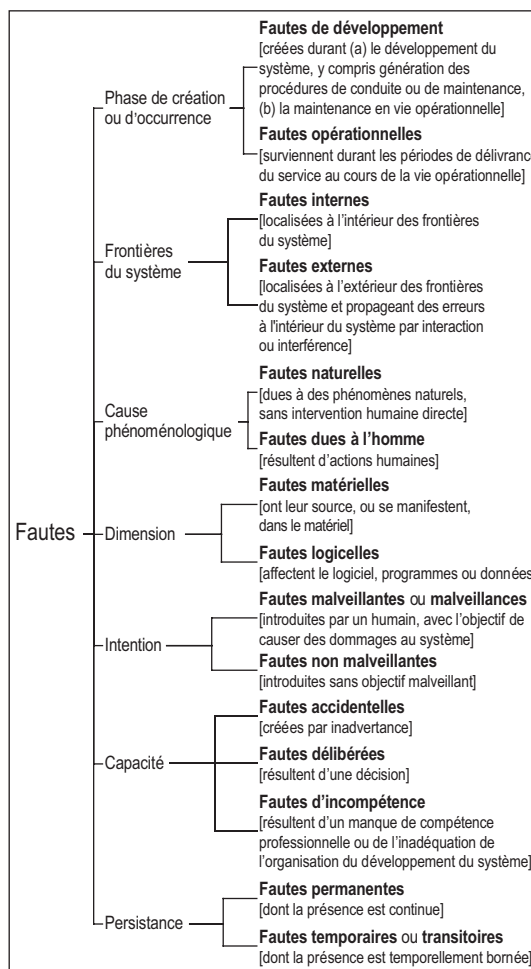 Fautes
Phase de création
ou d'occurrence
Fautes de développement
[créées durant (a) le développement du
système, y compris génération des
procédures de conduite ou de maintenance,
(b) la maintenance en vie opérationnelle]
Fautes opérationnelles
[surviennent durant les périodes de délivrance
du service au cours de la vie opérationnelle]
Frontières
du système
Fautes internes
[localisées à l'intérieur des frontières
du système]
Fautes externes
[localisées à l'extérieur des frontières
du système et propageant des erreurs
à l'intérieur du système par interaction
ou interférence]
Cause
phénoménologique
Fautes naturelles
[dues à des phénomènes naturels,
sans intervention humaine directe]
Fautes dues à l'homme
[résultent d'actions humaines]
Dimension
Fautes matérielles
[ont leur source, ou se manifestent,
dans le matériel]
Fautes logicelles
[affectent le logiciel, programmes ou données
Intention
Fautes malveillantes ou malveillances
[introduites par un humain, avec l'objectif de
causer des dommages au système]
Fautes non malveillantes
[introduites sans objectif malveillant]
Capacité
Fautes accidentelles
[créées par inadvertance]
Fautes délibérées
[résultent d'une décision]
Fautes d'incompétence
[résultent d'un manque de compétence
professionnelle ou de l'inadéquation de
l'organisation du développement du système]
Persistance
Fautes permanentes
[dont la présence est continue]
Fautes temporaires ou transitoires
[dont la présence est temporellement bornée]